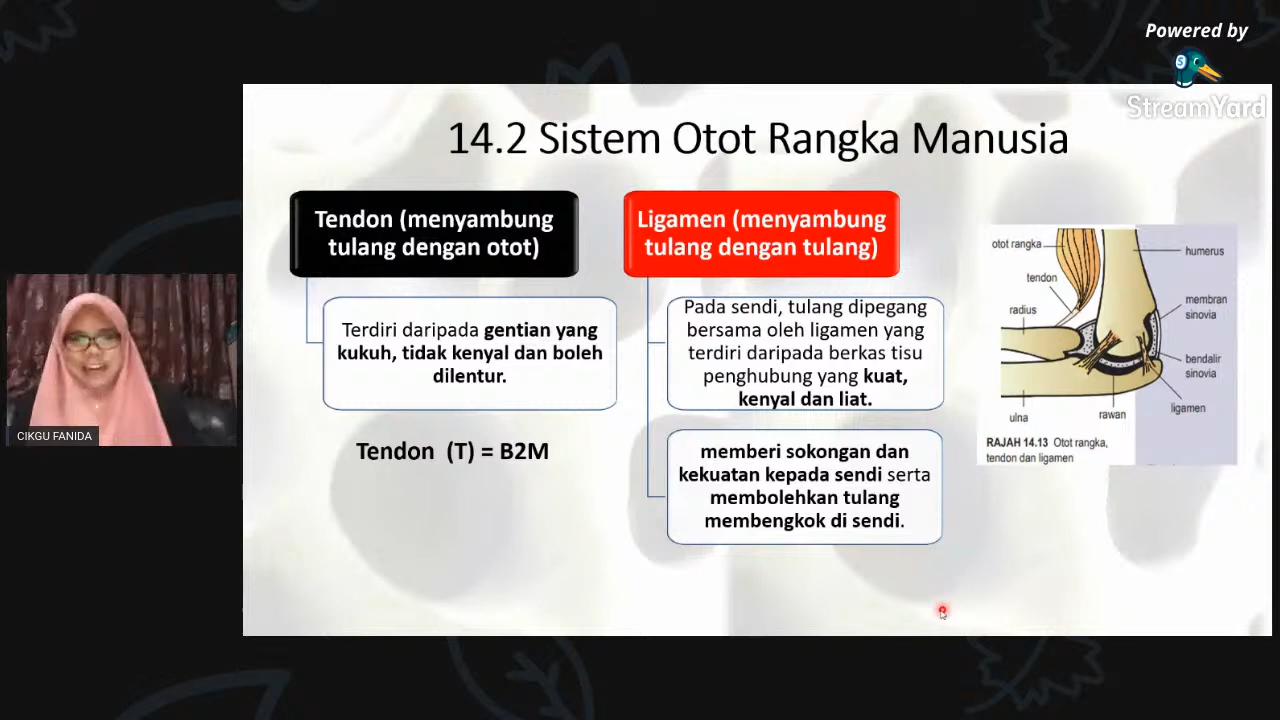 Powered by
StreamYard
14.2 Sistem Otot Rangka Manusia
Tendon (menyambung
tulang dengan otot)
Terdiri daripada gentian yang
kukuh, tidak kenyal dan boleh
dilentur.
Tendon (T) = B2M
Ligamen (menyambung
tulang dengan tulang)
Pada sendi, tulang dipegang
bersama oleh ligamen yang
terdiri daripada berkas tisu
penghubung yang kuat,
kenyal dan liat.
memberi sokongan dan
kekuatan kepada sendi serta
membolehkan tulang
membengkok di sendi.
otot rangka
tendon
radius
ulna
rawan
humerus
membran
sinovia
bendalir
sinovia
ligamen
RAJAH 14.13 Otot rangka,
tendon dan ligamen
CIKGU FANIDA